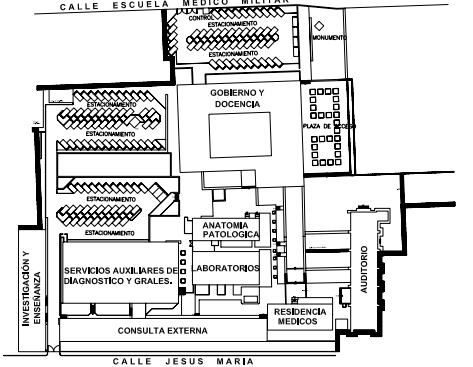 CALLE ESCUELA MEDICO MILITAR
CONTROL
ESTACIONAMIENTO
MONUMENTO
ESTACIONAMIENTO
GOBIERNO Y
DOCENCIA
ESTACIONAMIENTO
ESTACIONAMIENTO
PLAZA DE ACCESO
ESTACIONAMIENTO
ESTACIONAMIENTO
ANATOMIA
PATOLOGICA
INVESTIGACIÓN Y
ENSEÑANZA
SERVICIOS AUXILIARES DE
DIAGNOSTICO Y GRALES.
LABORATORIOS
AUDITORIO
RESIDENCIA
MEDICOS
CONSULTA EXTERNA
CALLE JESUS MARIA